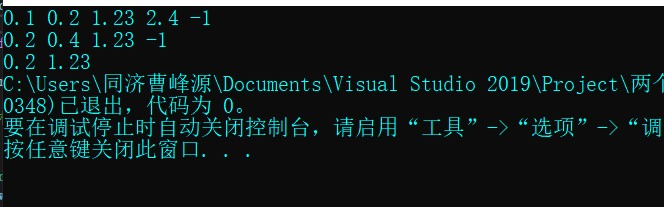 0.1 0.2 1.23 2.4 -1
0.2 0.4 1.23 -1
0.2 1.23
C:\Users\同济曹峰源\Documents\Visual Studio 2019\Project\两个
0348)已退出，代码为 0。
要在调试停止时自动关闭控制台，请启用“工具”->“选项”->“调
按任意键关闭此窗口. . .